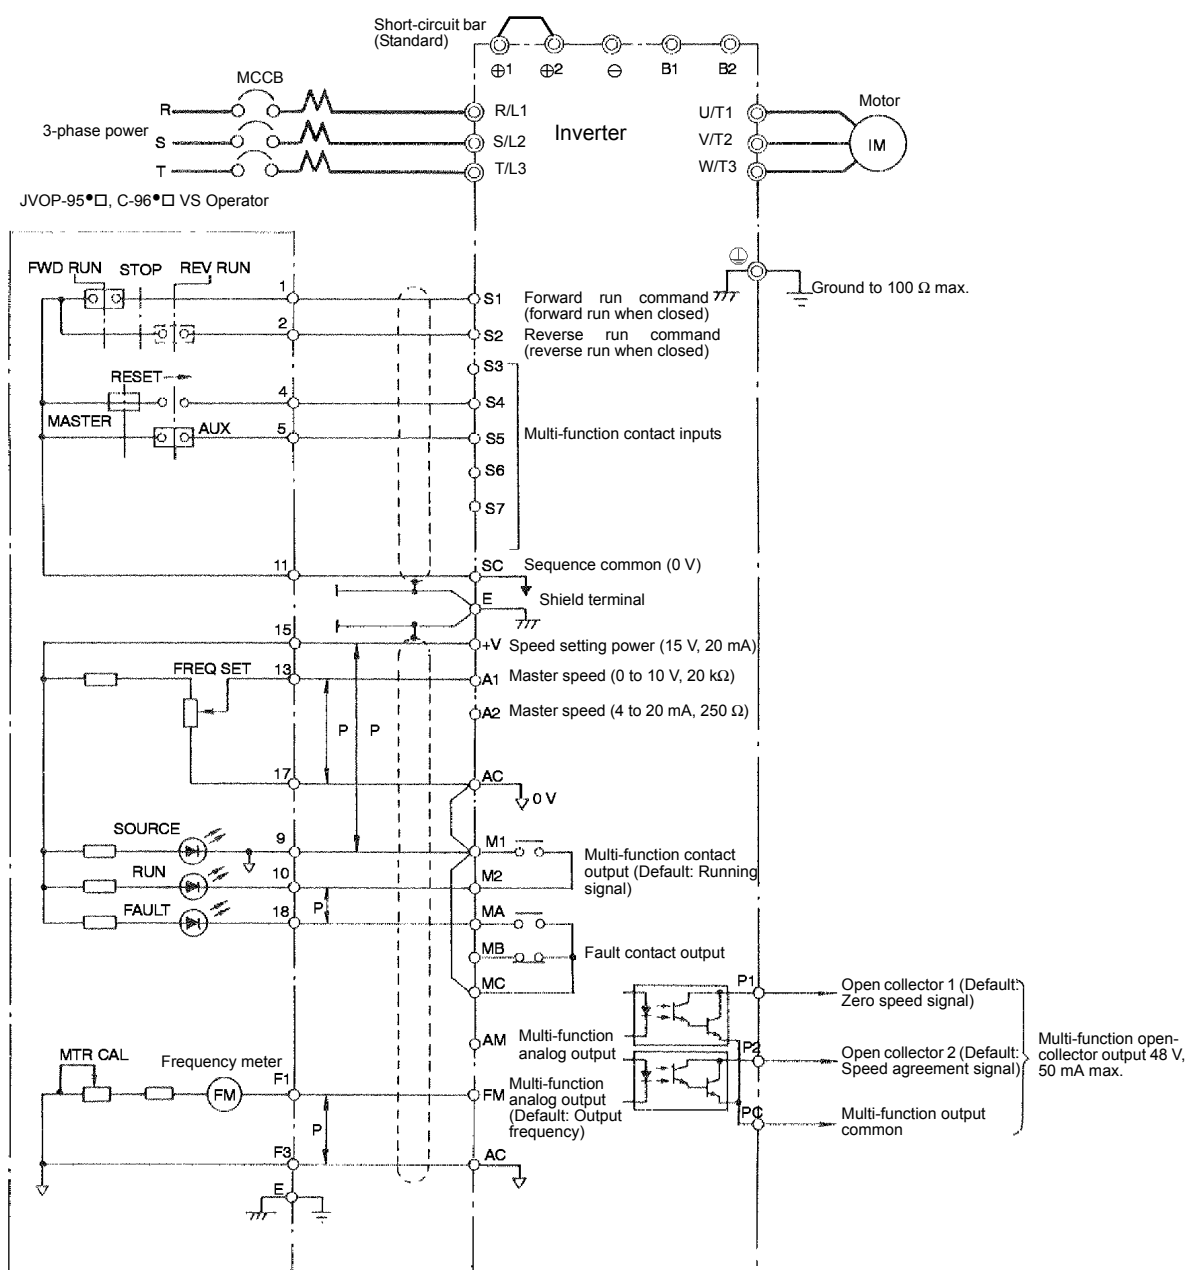 Short-circuit bar
(Standard)
⊕1 ⊕2 ⊖ B1 B2
MCCB
R
R/L1
U/T1
Motor
3-phase power
S
S/L2
Inverter
V/T2
IM
T
T/L3
W/T3
JVOP-95•□, C-96•□ VS Operator
FWD RUN STOP REV RUN
1
S1
Forward run command
(forward run when closed)
Ground to 100 Ω max.
2
S2
Reverse run command
(reverse run when closed)
S3
RESET
4
S4
MASTER
AUX
5
S5
Multi-function contact inputs
S6
S7
11
SC
Sequence common (0 V)
E
Shield terminal
15
+V
Speed setting power (15 V, 20 mA)
FREQ SET
13
A1
Master speed (0 to 10 V, 20 kΩ)
A2
Master speed (4 to 20 mA, 250 Ω)
P P
17
AC
0 V
SOURCE
9
M1
Multi-function contact
output (Default: Running
signal)
RUN
10
M2
FAULT
18
P
MA
MB
Fault contact output
MC
P1
Open collector 1 (Default:
Zero speed signal)
AM
Multi-function
analog output
P2
Open collector 2 (Default:
Speed agreement signal)
Multi-function open-
collector output 48 V,
50 mA max.
MTR CAL
Frequency meter
FM
F1
FM
Multi-function
analog output
(Default: Output
frequency)
PC
Multi-function output
common
P
F3
AC
E